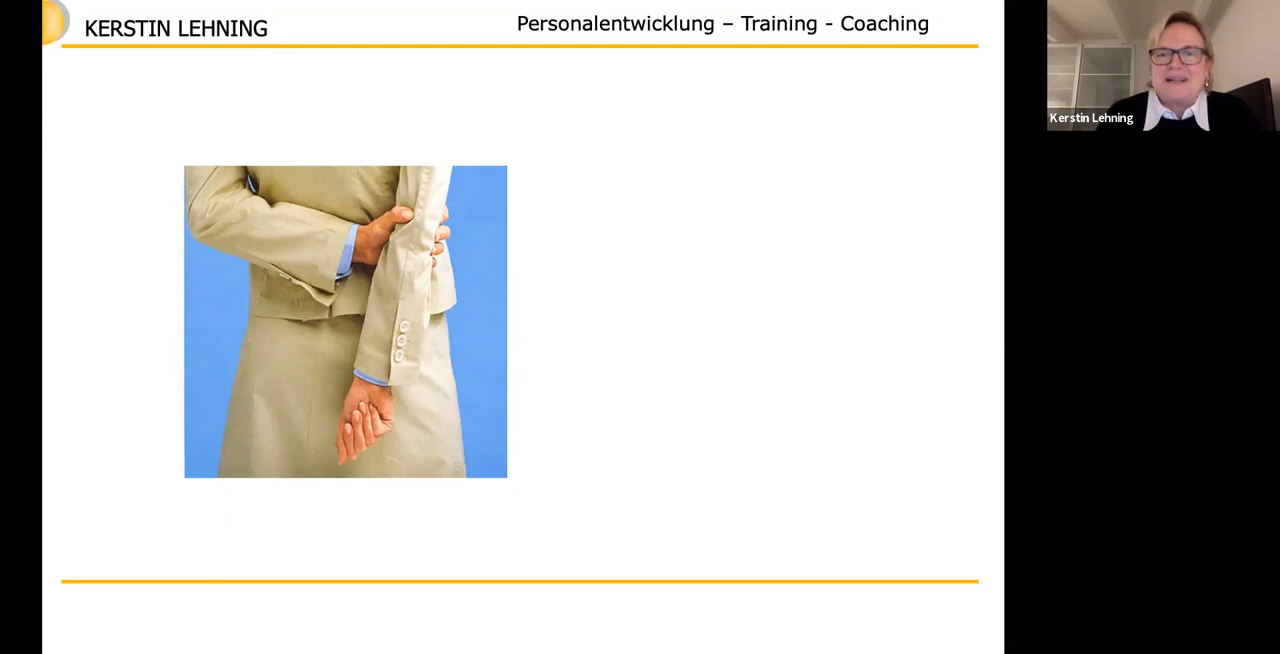 KERSTIN LEHNING
Personalentwicklung – Training - Coaching
Kerstin Lehning